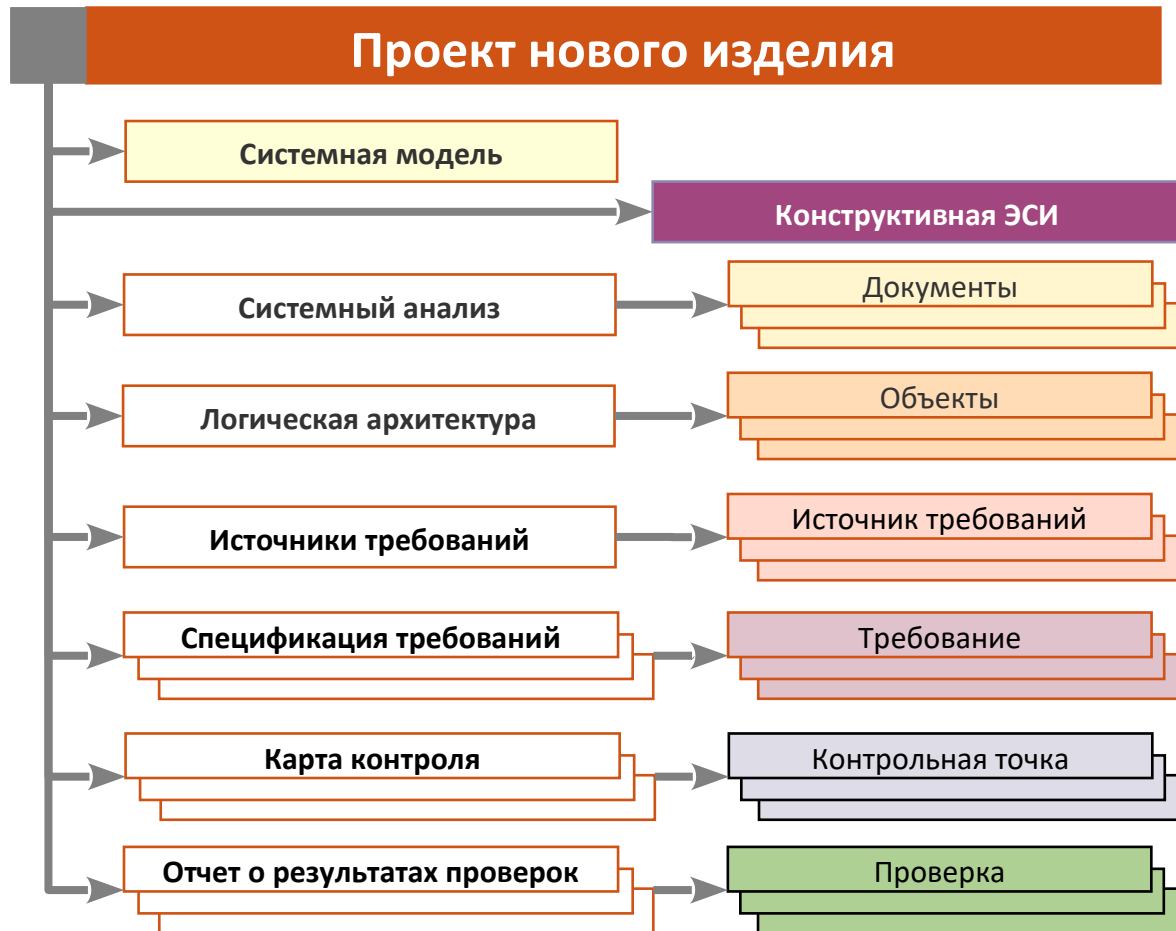 Проект нового изделия
Системная модель
Конструктивная ЭСИ
Системный анализ
Документы
Логическая архитектура
Объекты
Источники требований
Источник требований
Спецификация требований
Требование
Карта контроля
Контрольная точка
Отчет о результатах проверок
Проверка